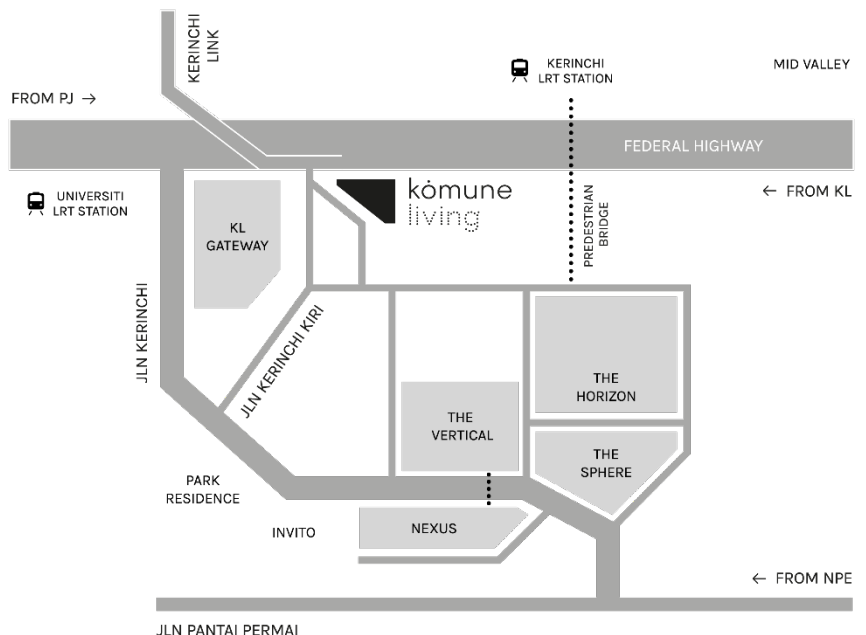 KERINCHI
LINK
KERINCHI
LRT STATION
MID VALLEY
FROM PJ →
FEDERAL HIGHWAY
UNIVERSITI
LRT STATION
kȯmune
living
← FROM KL
KL
GATEWAY
PREDESTRIAN
BRIDGE
JLN KERINCHI
JLN KERINCHI KIRI
THE
HORIZON
THE
VERTICAL
THE
SPHERE
PARK
RESIDENCE
INVITO
NEXUS
← FROM NPE
JLN PANTAI PERMAI